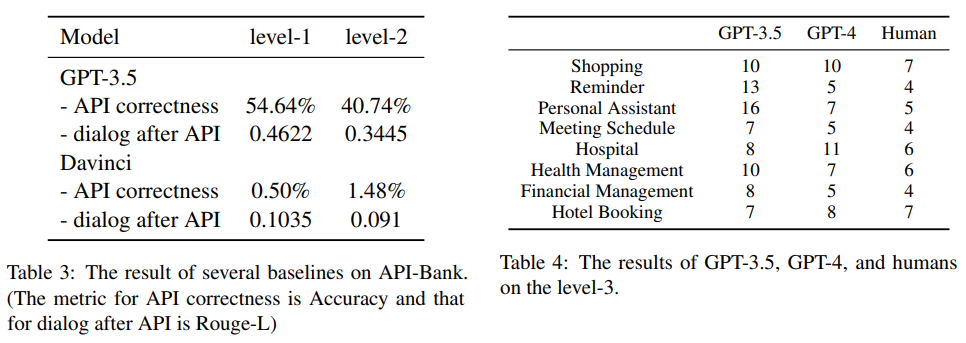 Model level-1 level-2
GPT-3.5
- API correctness 54.64% 40.74%
- dialog after API 0.4622 0.3445
Davinci
- API correctness 0.50% 1.48%
- dialog after API 0.1035 0.091
Table 3: The result of several baselines on API-Bank.
(The metric for API correctness is Accuracy and that
for dialog after API is Rouge-L)
GPT-3.5 GPT-4 Human
Shopping 10 10 7
Reminder 13 5 4
Personal Assistant 16 7 5
Meeting Schedule 7 5 4
Hospital 8 11 6
Health Management 10 7 6
Financial Management 8 5 4
Hotel Booking 7 8 7
Table 4: The results of GPT-3.5, GPT-4, and humans
on the level-3.